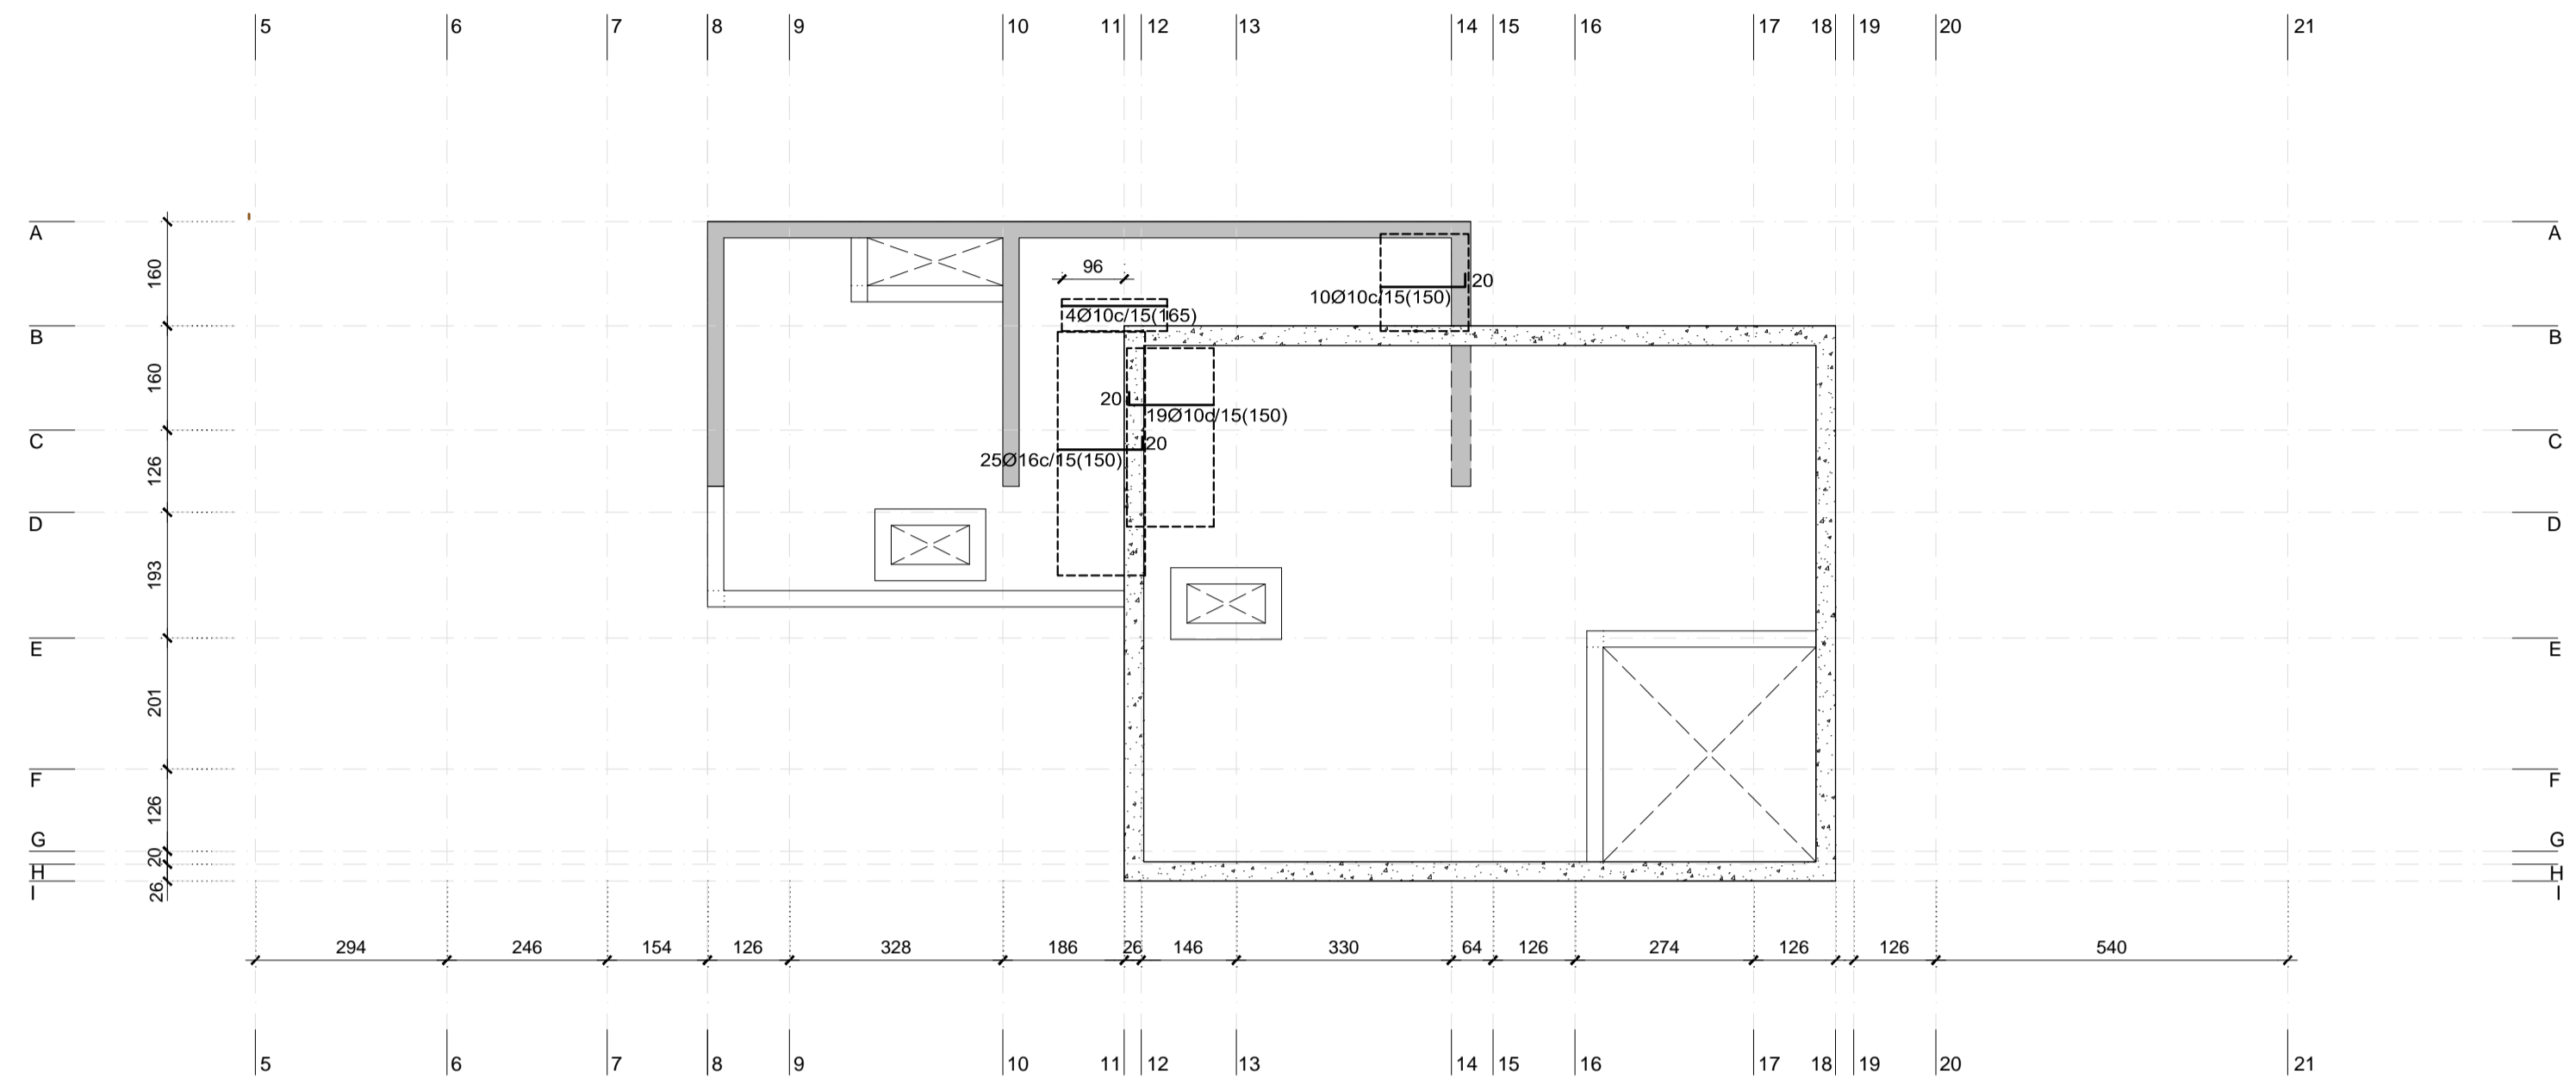 5 6 7 8 9 10 11 12 13 14 15 16 17 18 19 20 21
A A
160
96
20
10Ø10c/15(150)
4Ø10c/15(165)
B B
160
20
19Ø10c/15(150)
C C
20
25Ø16c/15(150)
126
D D
193
E E
201
F F
126
G G
20
H H
26
I I
294 246 154 126 328 186 26 146 330 64 126 274 126 126 540
5 6 7 8 9 10 11 12 13 14 15 16 17 18 19 20 21